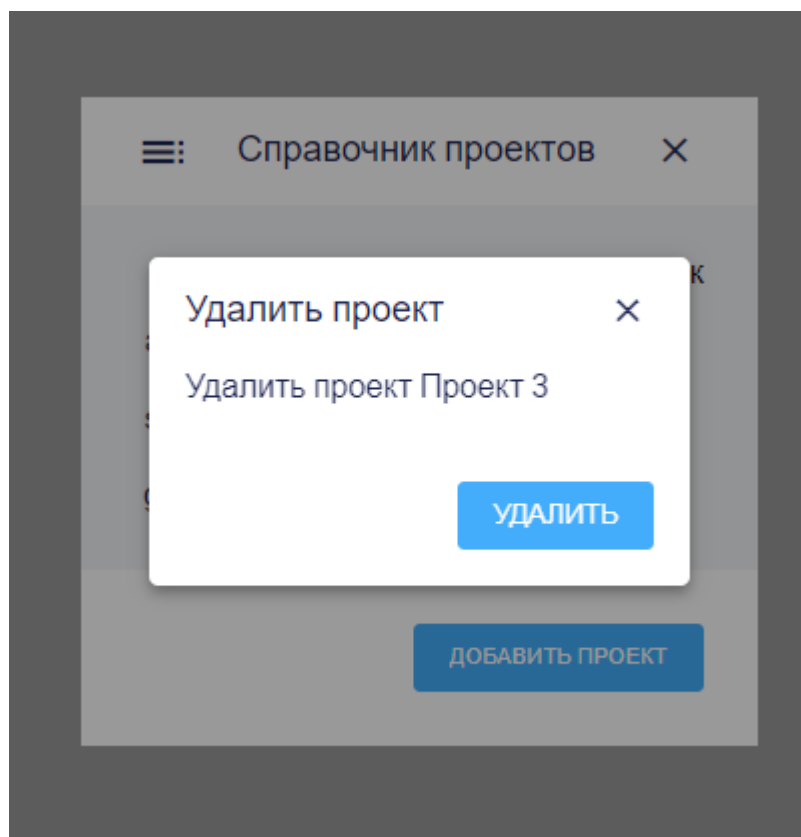 Справочник проектов
Удалить проект
Удалить проект Проект 3
УДАЛИТЬ
ДОБАВИТЬ ПРОЕКТ